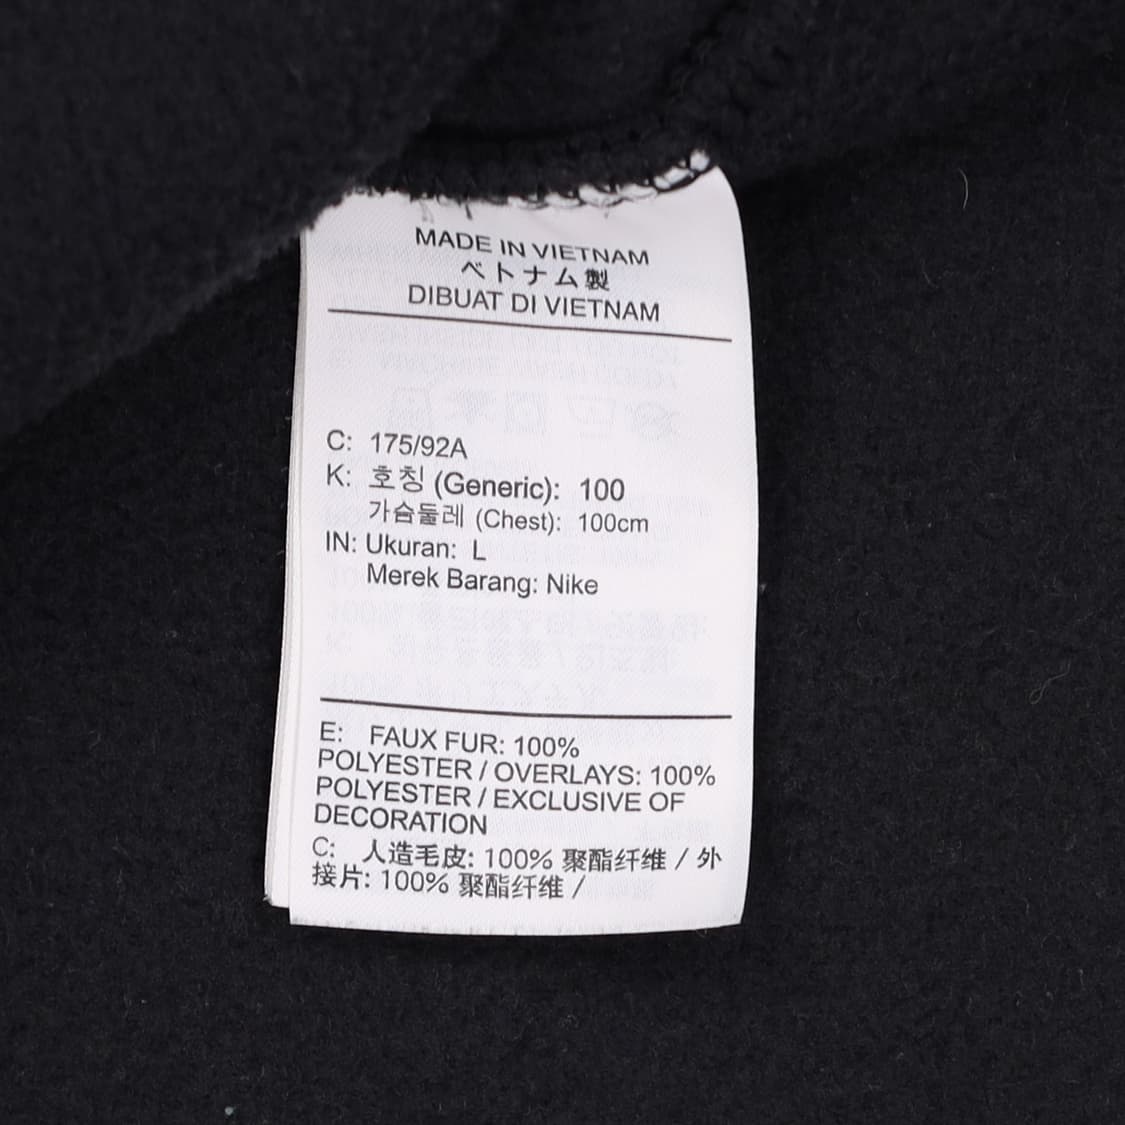 MADE IN VIETNAM
ベトナム製
DIBUAT DI VIETNAM
C: 175/92A
K: 호칭 (Generic): 100
가슴둘레 (Chest): 100cm
IN: Ukuran: L
Merek Barang: Nike
E: FAUX FUR: 100%
POLYESTER / OVERLAYS: 100%
POLYESTER / EXCLUSIVE OF
DECORATION
C: 人造毛皮: 100% 聚酯纤维 / 外
接片: 100% 聚酯纤维 /